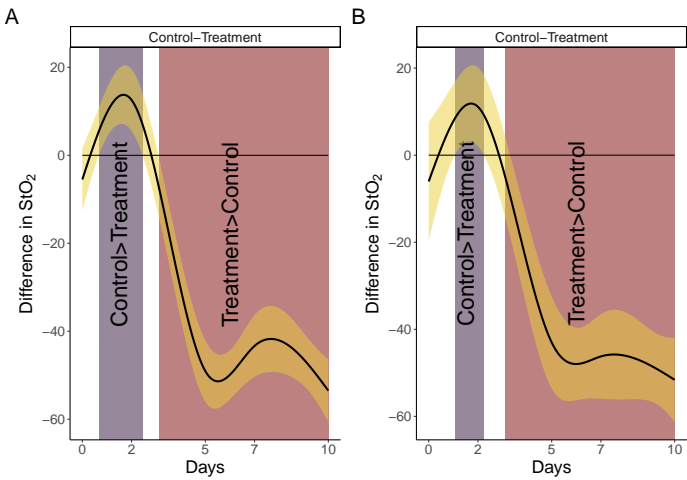 A
Control−Treatment
Difference in StO2
20
0
−20
−40
−60
Control>Treatment
Treatment>Control
0
2
5
7
10
Days
B
Control−Treatment
Difference in StO2
20
0
−20
−40
−60
Control>Treatment
Treatment>Control
0
2
5
7
10
Days